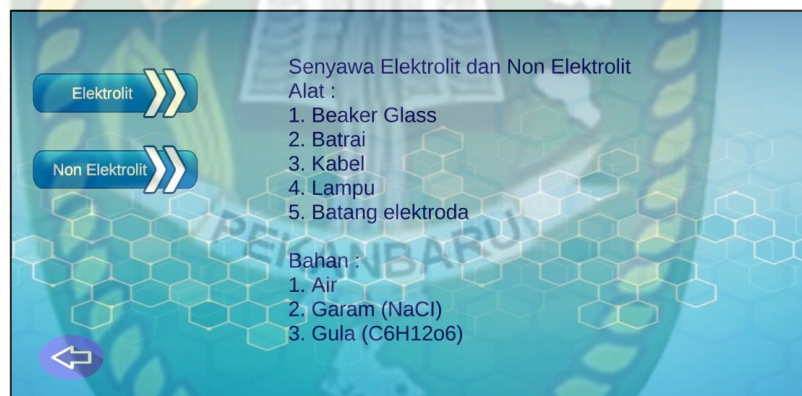 Elektrolit
Non Elektrolit
Senyawa Elektrolit dan Non Elektrolit
Alat :
1. Beaker Glass
2. Batrai
3. Kabel
4. Lampu
5. Batang elektroda
Bahan :
1. Air
2. Garam (NaCl)
3. Gula (C6H12o6)
PEKANBARU